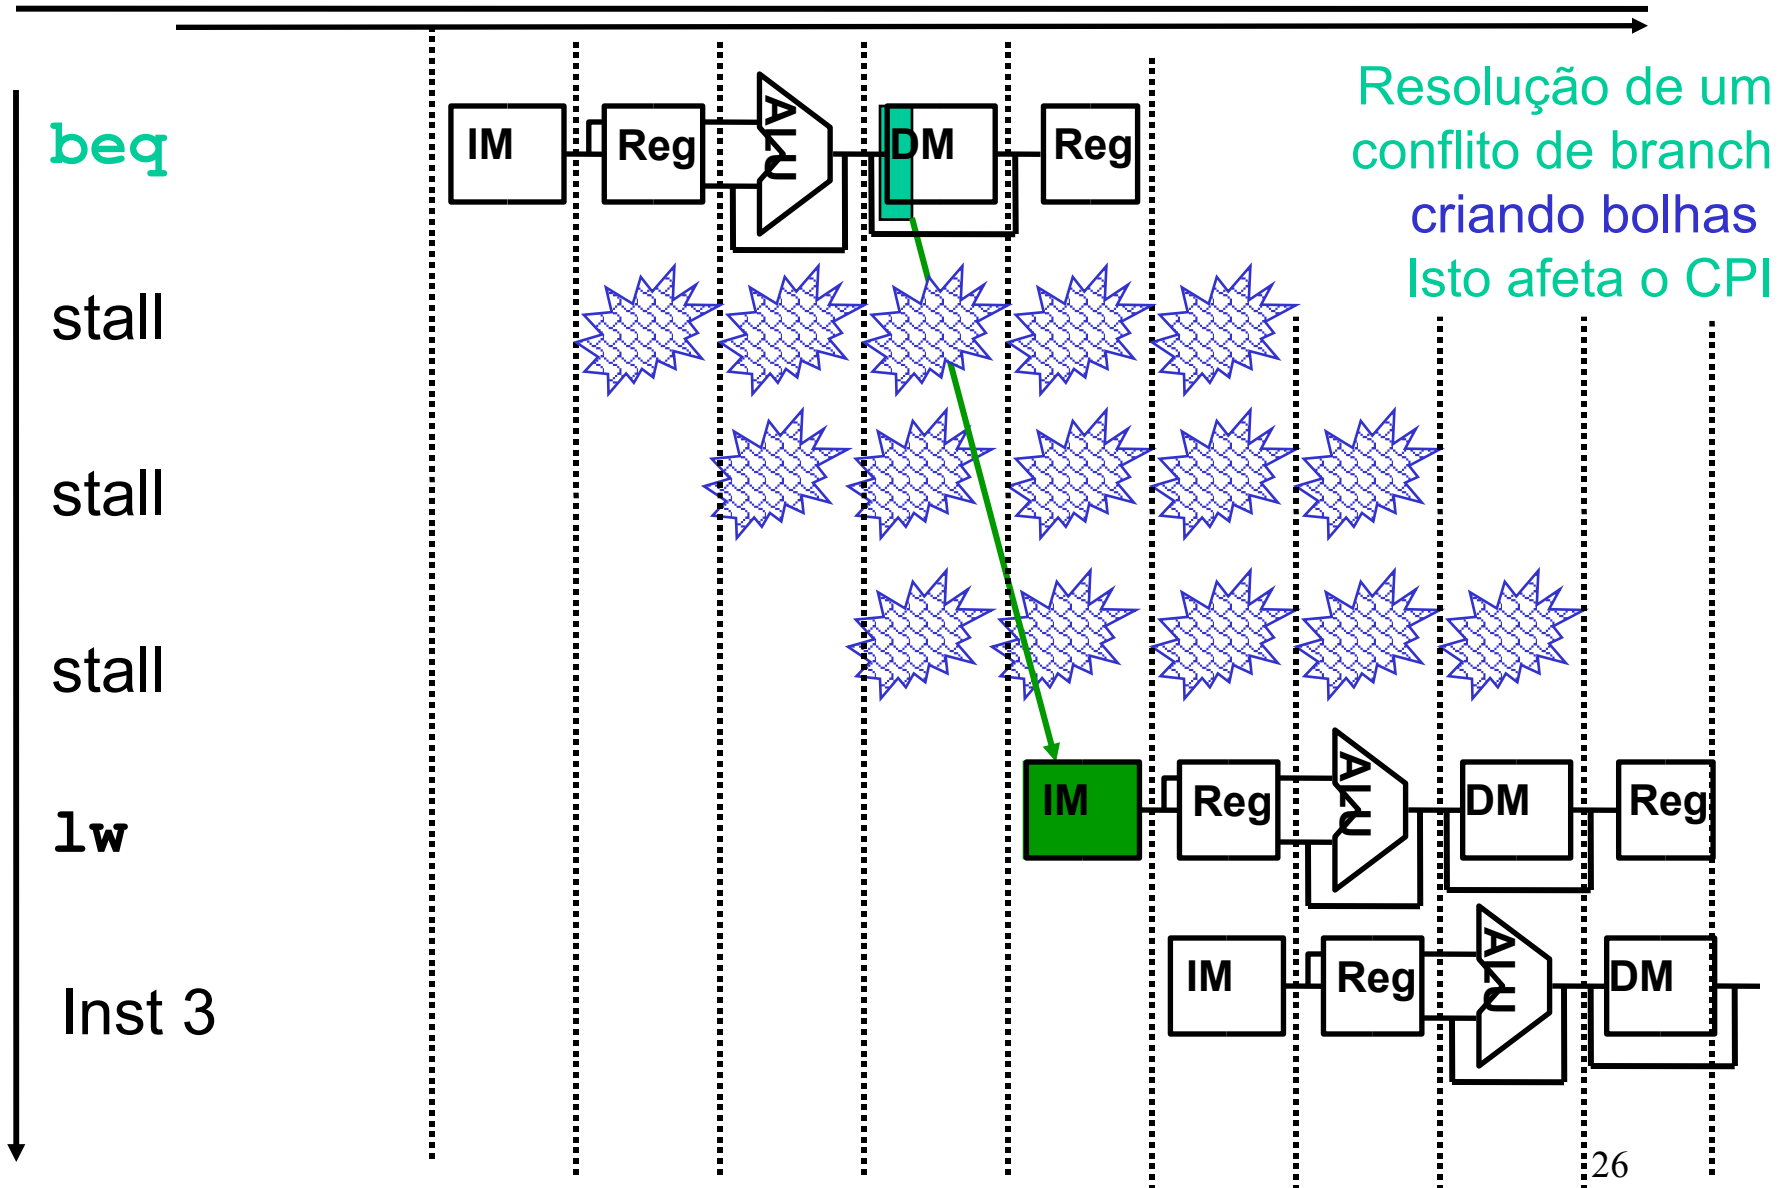 Resolução de um
conflito de branch
criando bolhas
Isto afeta o CPI
beq IM Reg ALU DM Reg
stall
stall
stall
lw IM Reg ALU DM Reg
Inst 3 IM Reg ALU DM
26